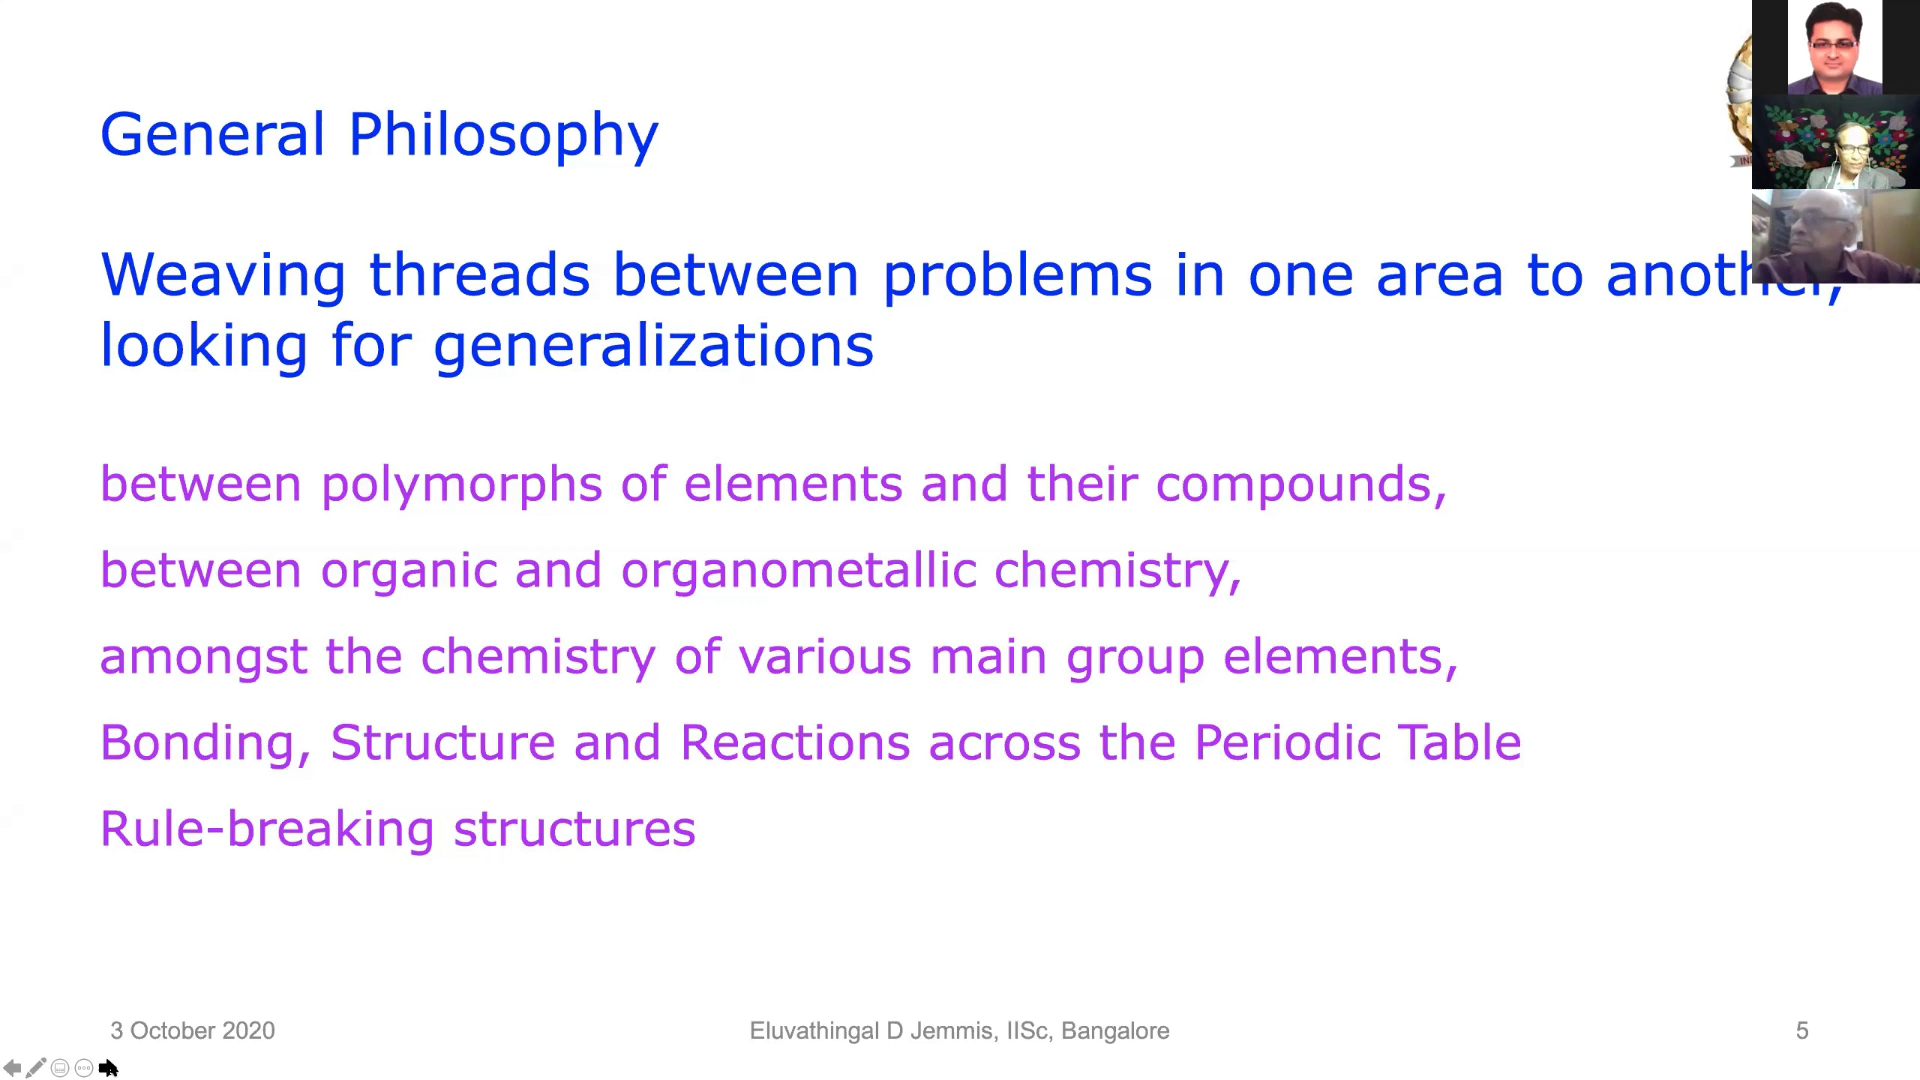 General Philosophy
Weaving threads between problems in one area to another,
looking for generalizations
between polymorphs of elements and their compounds,
between organic and organometallic chemistry,
amongst the chemistry of various main group elements,
Bonding, Structure and Reactions across the Periodic Table
Rule-breaking structures
3 October 2020
Eluvathingal D Jemmis, IISc, Bangalore
5